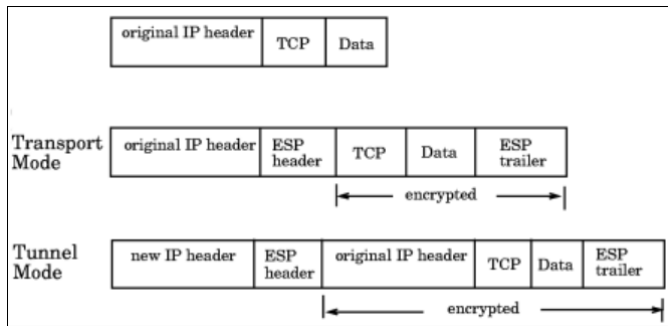 original IP header TCP Data
Transport Mode original IP header ESP header TCP Data ESP trailer
encrypted
Tunnel Mode new IP header ESP header original IP header TCP Data ESP trailer
encrypted